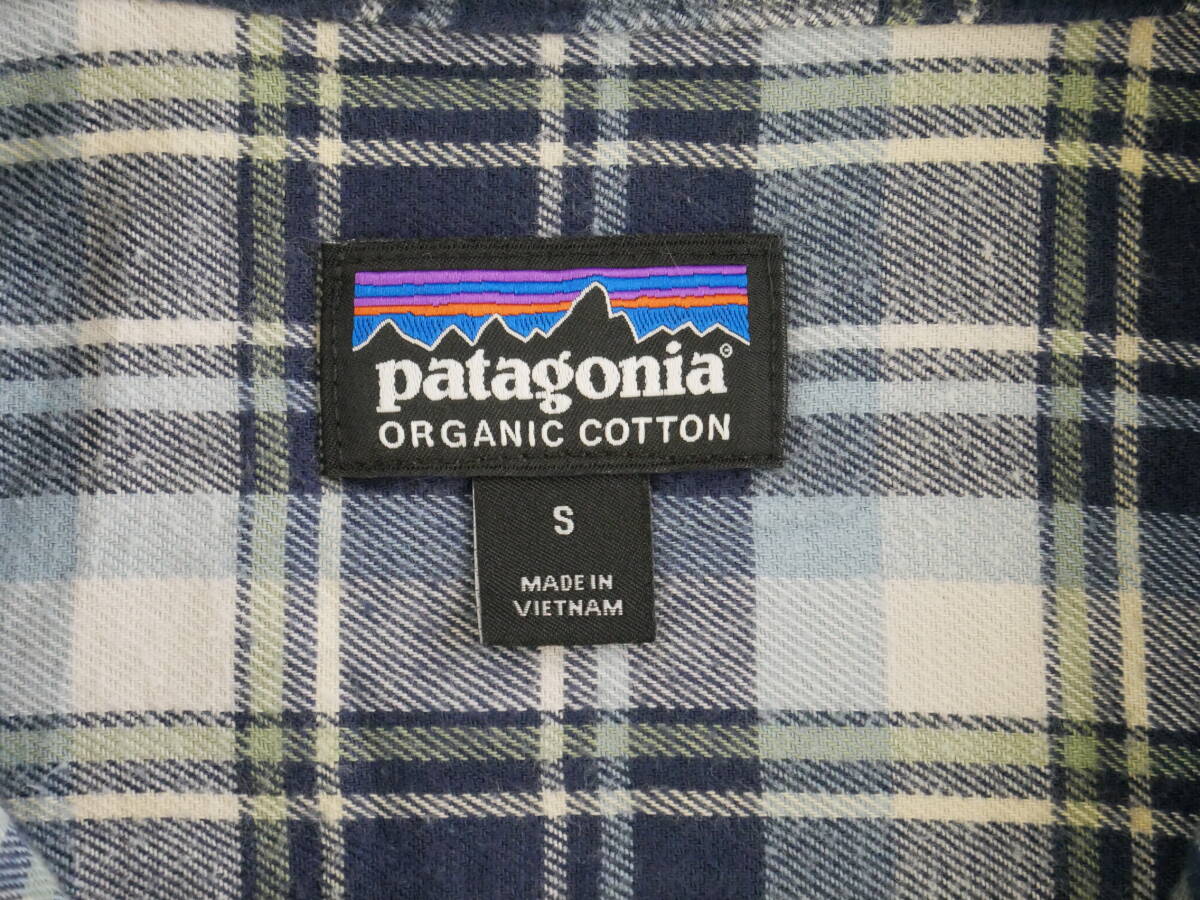 patagonia®
ORGANIC COTTON
S
MADE IN
VIETNAM